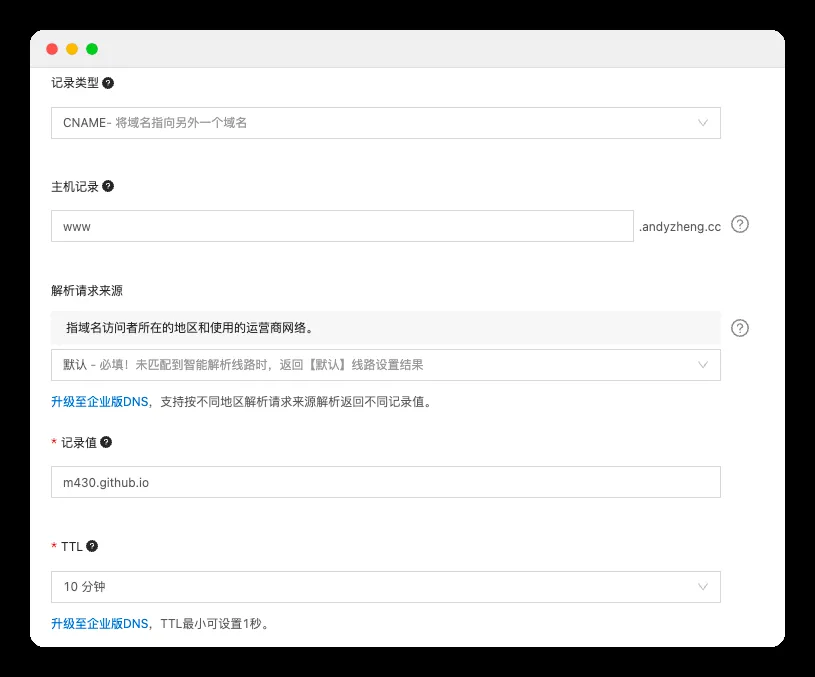 记录类型
CNAME- 将域名指向另外一个域名
主机记录
www
.andyzheng.cc
解析请求来源
指域名访问者所在的地区和使用的运营商网络。
默认 - 必填！未匹配到智能解析线路时，返回【默认】线路设置结果
升级至企业版DNS，支持按不同地区解析请求来源解析返回不同记录值。
* 记录值
m430.github.io
* TTL
10 分钟
升级至企业版DNS，TTL最小可设置1秒。